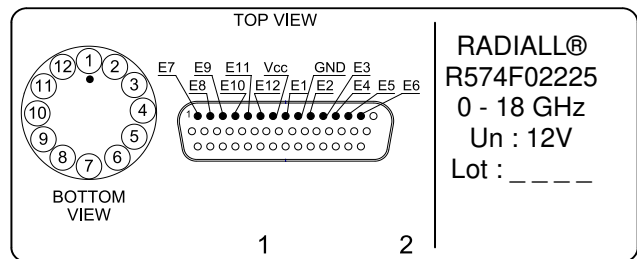 TOP VIEW
12 1 2
11 3
10 4
9 5
8 7 6
BOTTOM
VIEW
E7 E9 E11 Vcc GND E3
E8 E10 E12 E1 E2 E4 E5 E6
1
1 2
RADIALL®
R574F02225
0 - 18 GHz
Un : 12V
Lot : _ _ _ _